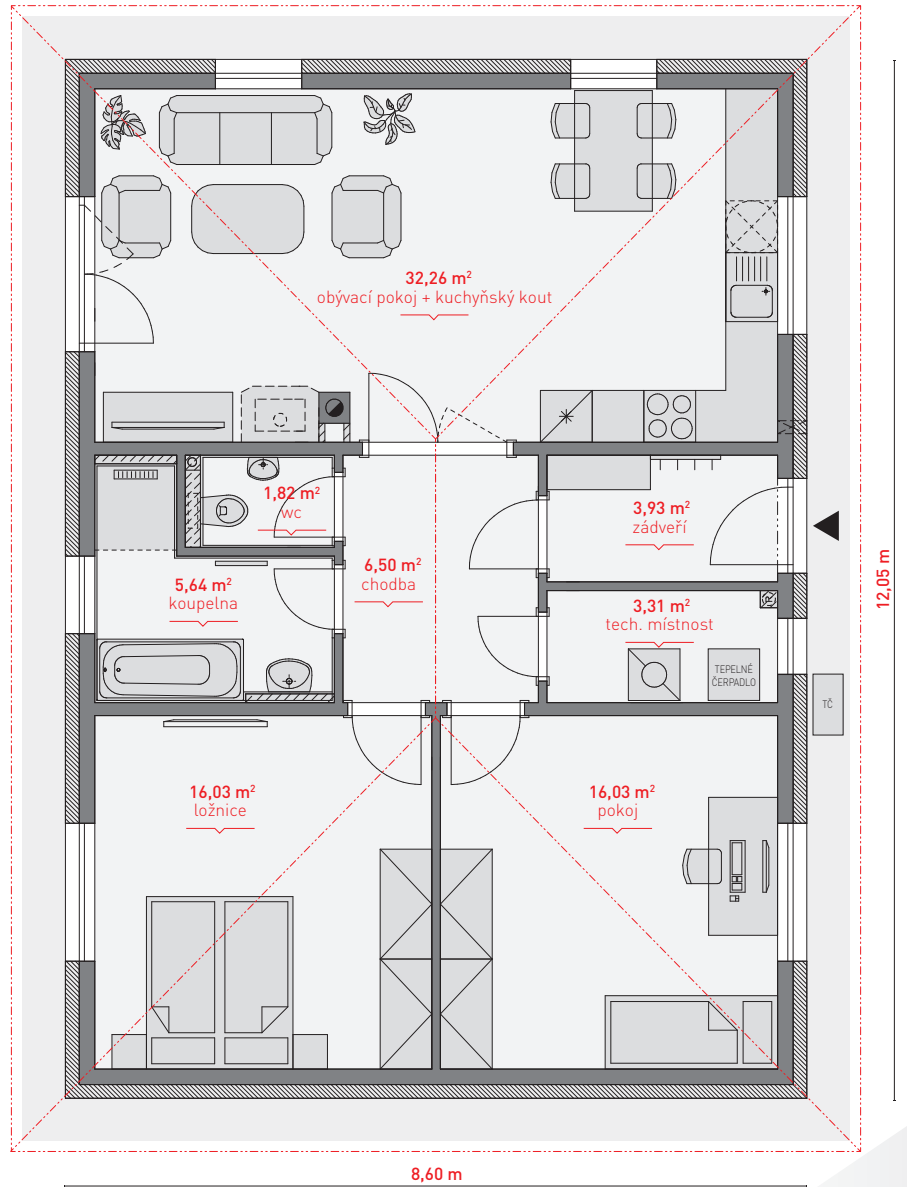 32,26 m²
obývací pokoj + kuchyňský kout
1,82 m²
wc
3,93 m²
zádveří
6,50 m²
chodba
5,64 m²
koupelna
3,31 m²
tech. místnost
TEPELNÉ
ČERPADLO
TČ
12,05 m
16,03 m²
ložnice
16,03 m²
pokoj
8,60 m